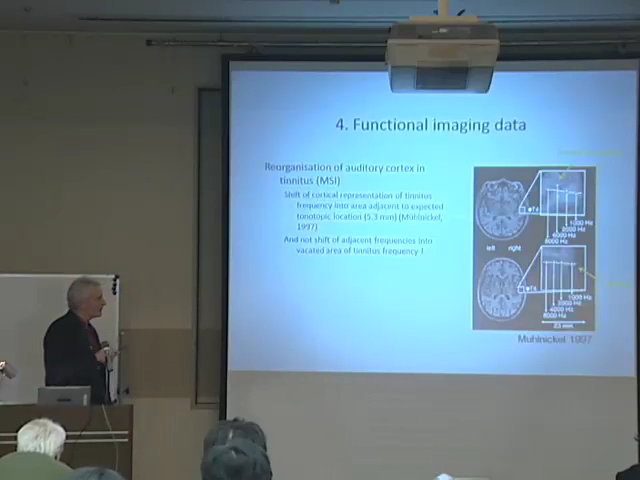 4. Functional imaging data
Reorganisation of auditory cortex in
tinnitus (MSI)
Shift of cortical representation of tinnitus
frequency into area adjacent to expected
tonotopic location (5.3 mm) (Muhlnickel,
1997)
And not shift of adjacent frequencies into
vacated area of tinnitus frequency !
1000 Hz
2000 Hz
4000 Hz
8000 Hz
left right
1000 Hz
2000 Hz
4000 Hz
8000 Hz
Muhlnickel 1997